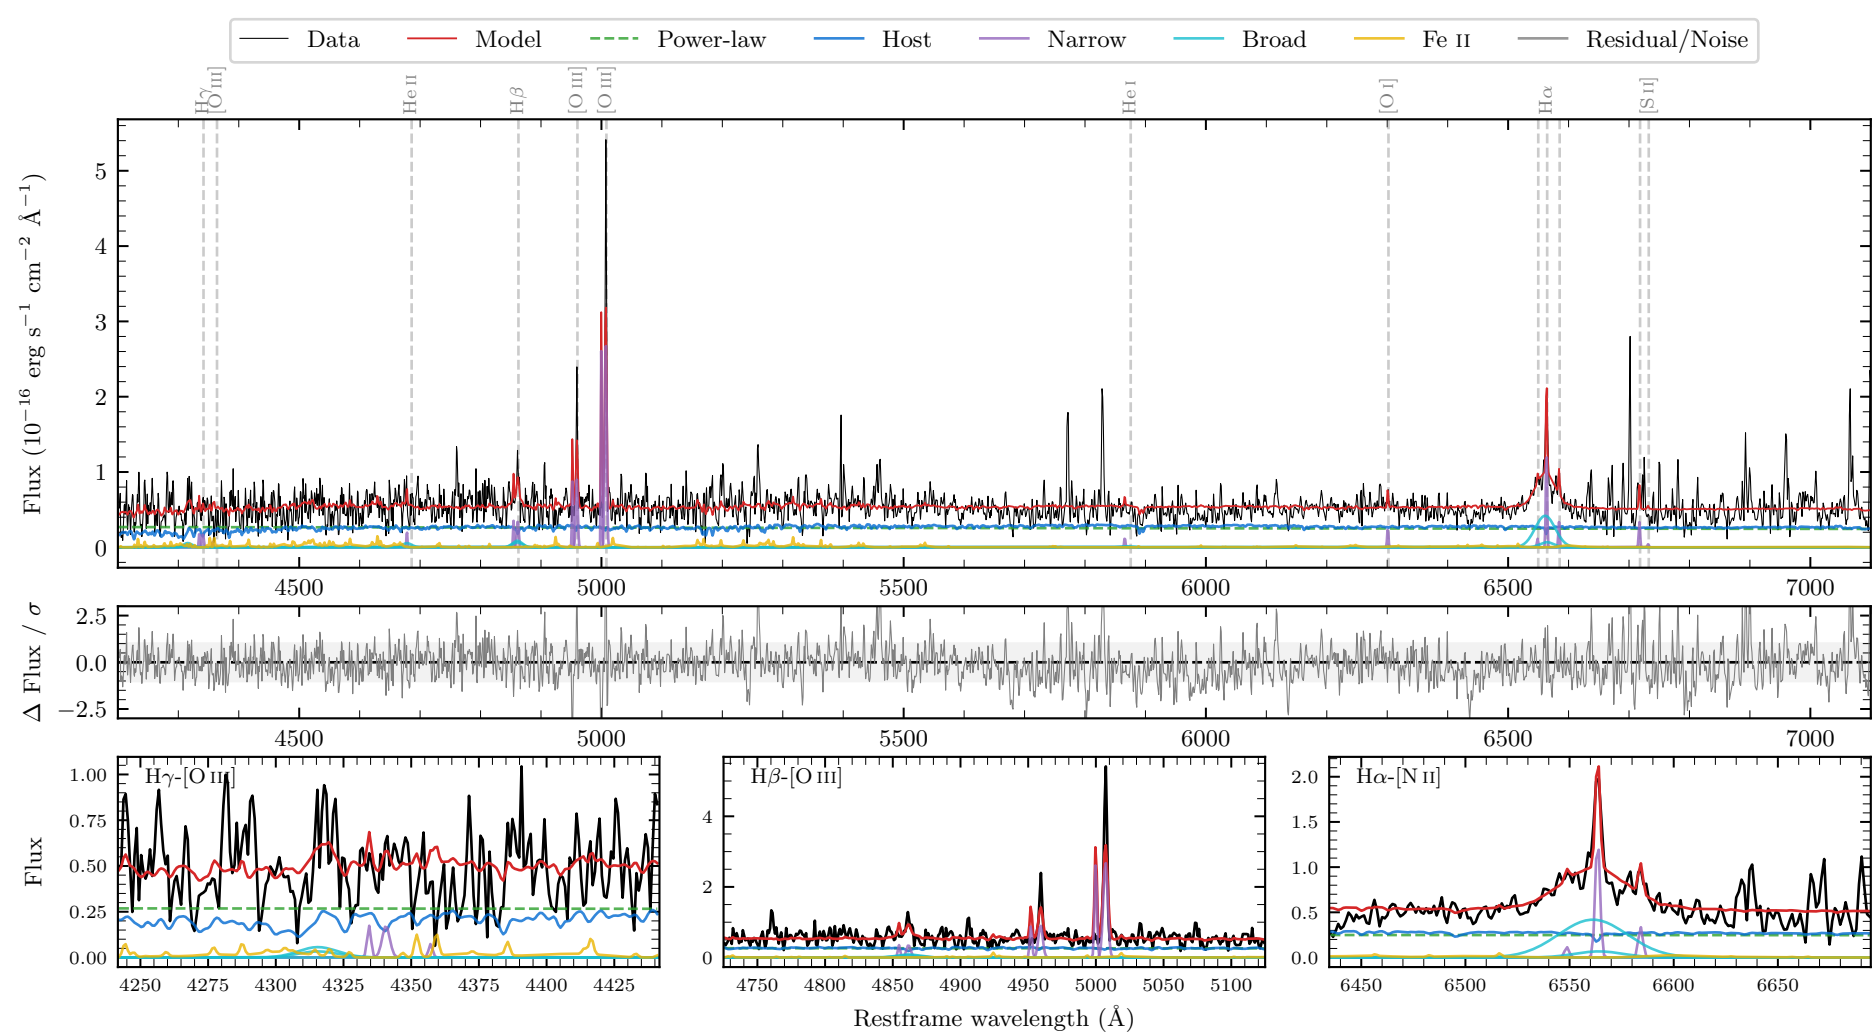 Data Model Power-law Host Narrow Broad Fe II Residual/Noise
Hγ [O III] He II Hβ [O III] [O III] He I [O I] Hα [S II]
Flux (10⁻¹⁶ erg s⁻¹ cm⁻² Å⁻¹)
5
4
3
2
1
0
4500 5000 5500 6000 6500 7000
Δ Flux / σ
2.5
0.0
−2.5
4500 5000 5500 6000 6500 7000
Flux
Hγ-[O III]
1.00
0.75
0.50
0.25
0.00
4250 4275 4300 4325 4350 4375 4400 4425
Hβ-[O III]
4
2
0
4750 4800 4850 4900 4950 5000 5050 5100
Hα-[N II]
2.0
1.5
1.0
0.5
0.0
6450 6500 6550 6600 6650
Restframe wavelength (Å)